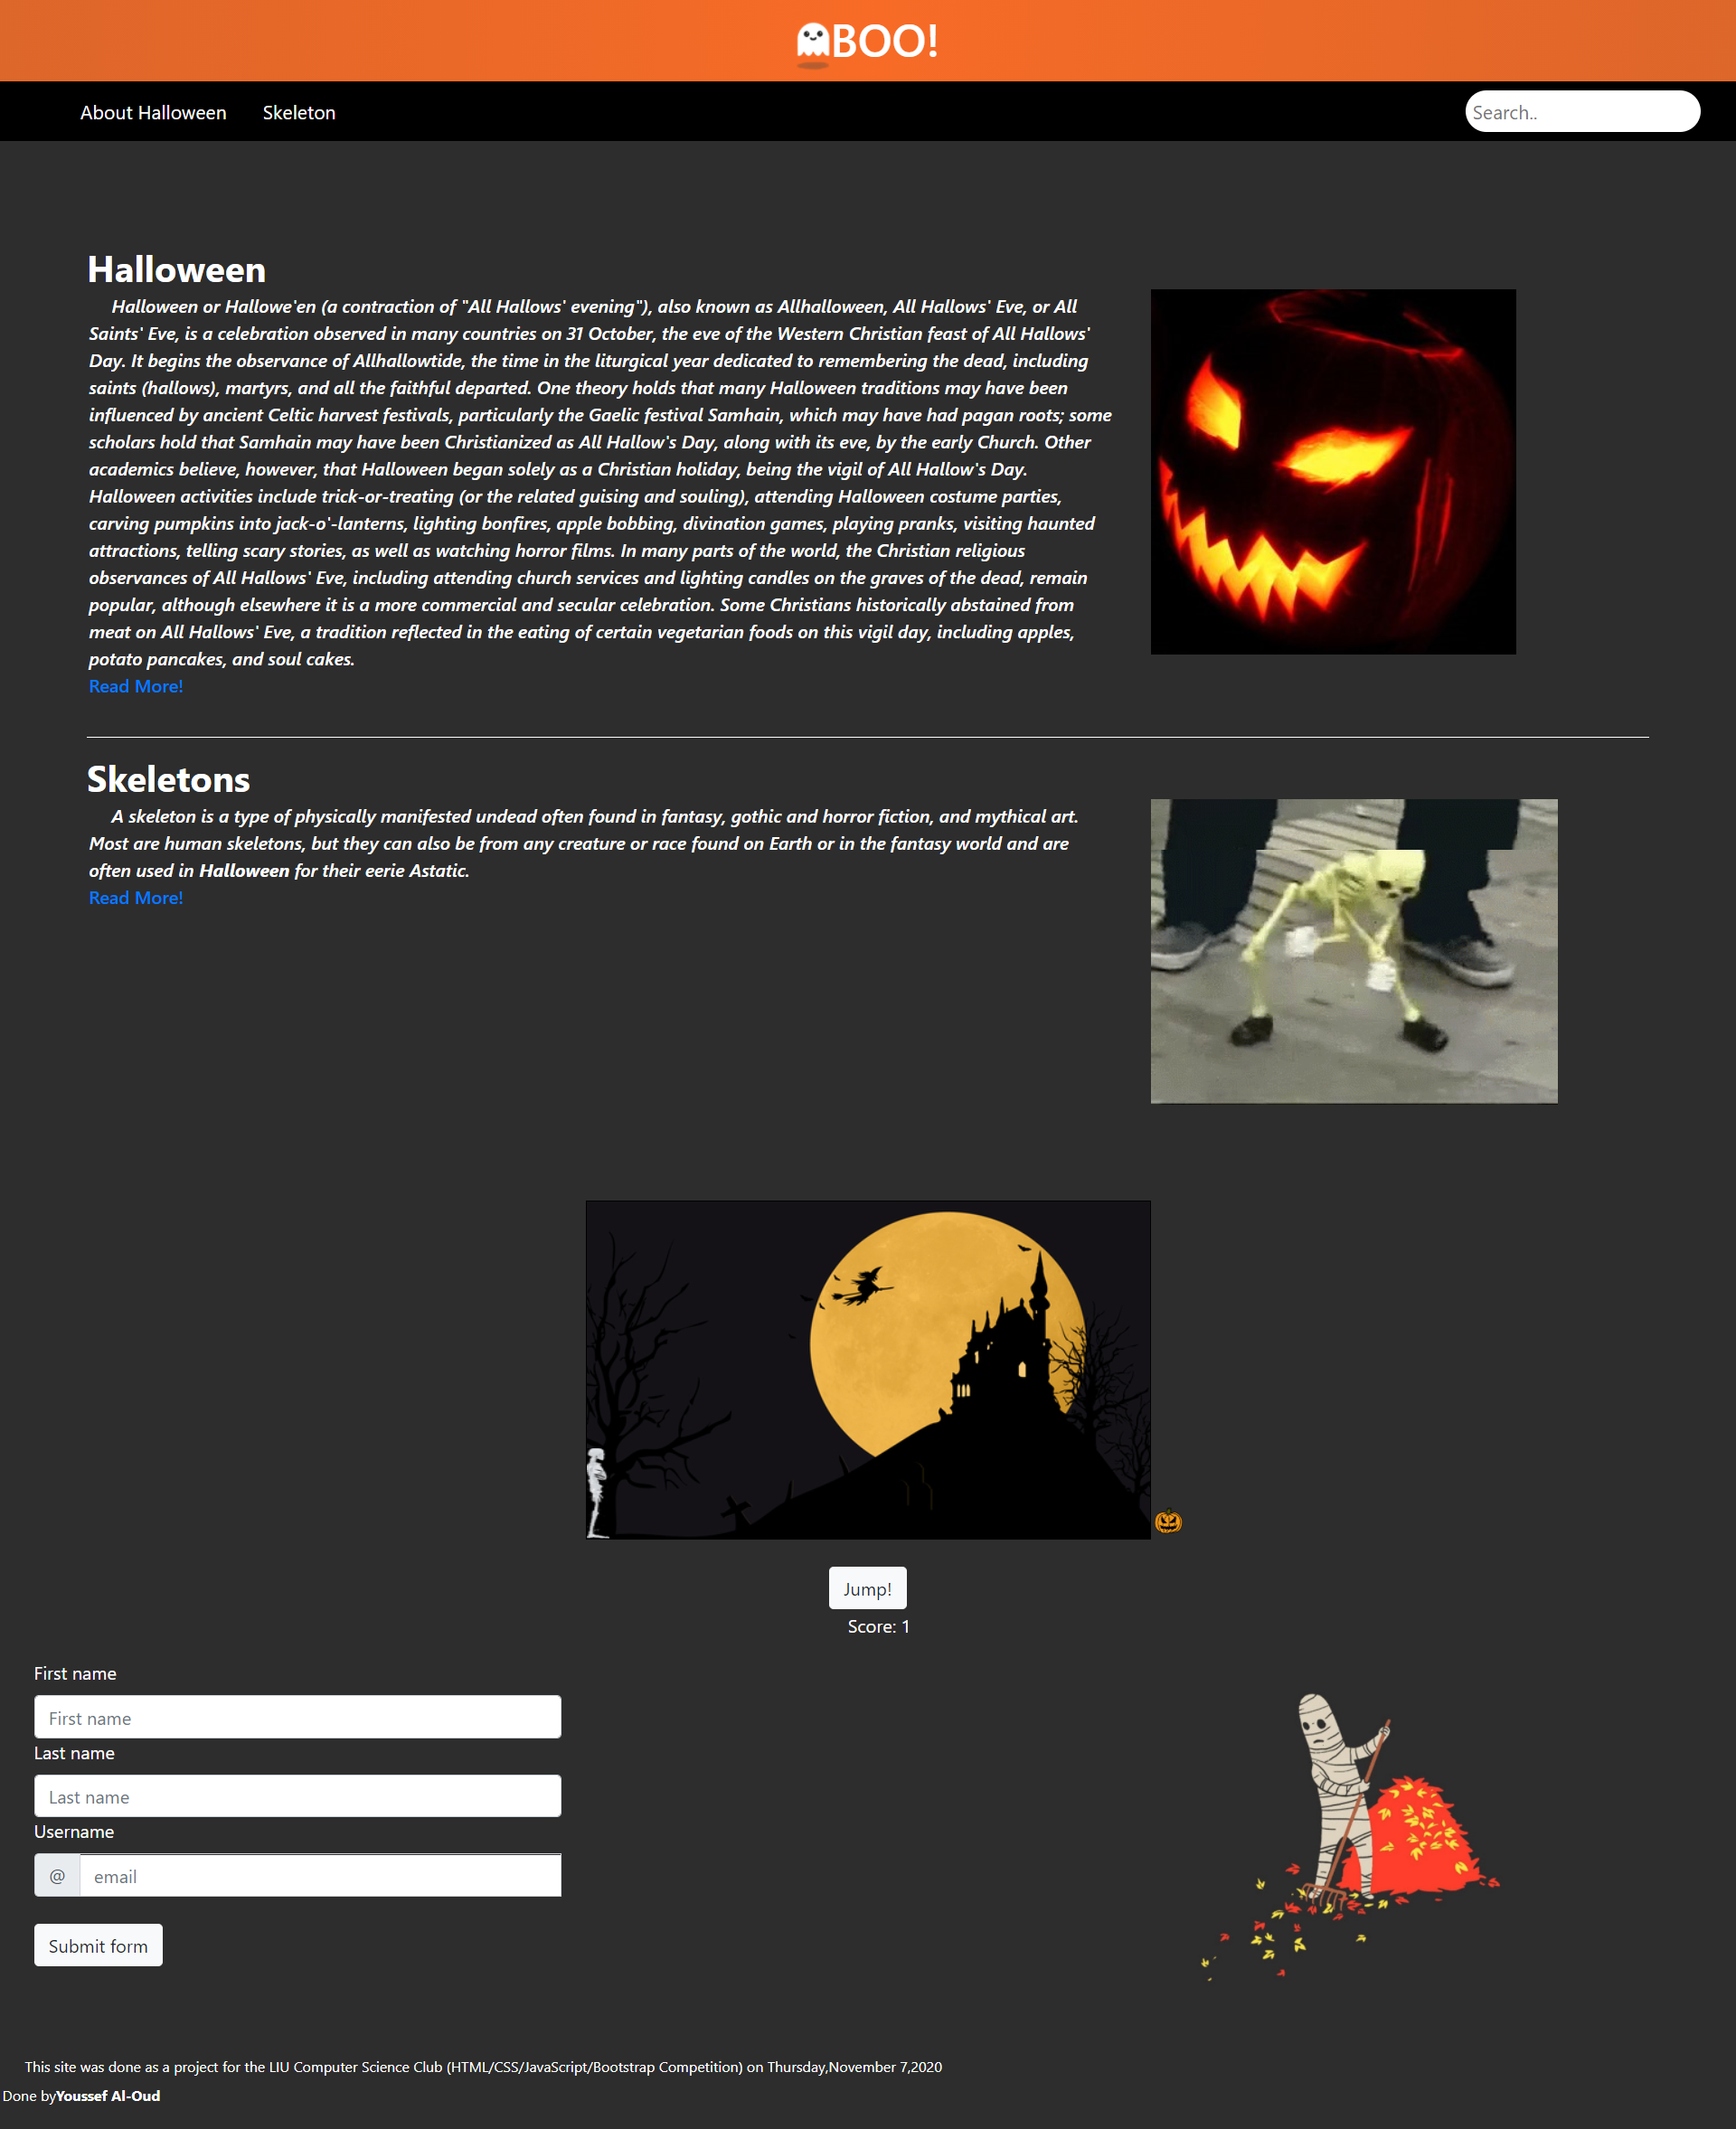 BOO!
About Halloween
Skeleton
Search..
Halloween
Halloween or Hallowe'en (a contraction of "All Hallows' evening"), also known as Allhalloween, All Hallows' Eve, or All
Saints' Eve, is a celebration observed in many countries on 31 October, the eve of the Western Christian feast of All Hallows'
Day. It begins the observance of Allhallowtide, the time in the liturgical year dedicated to remembering the dead, including
saints (hallows), martyrs, and all the faithful departed. One theory holds that many Halloween traditions may have been
influenced by ancient Celtic harvest festivals, particularly the Gaelic festival Samhain, which may have had pagan roots; some
scholars hold that Samhain may have been Christianized as All Hallow's Day, along with its eve, by the early Church. Other
academics believe, however, that Halloween began solely as a Christian holiday, being the vigil of All Hallow's Day.
Halloween activities include trick-or-treating (or the related guising and souling), attending Halloween costume parties,
carving pumpkins into jack-o'-lanterns, lighting bonfires, apple bobbing, divination games, playing pranks, visiting haunted
attractions, telling scary stories, as well as watching horror films. In many parts of the world, the Christian religious
observances of All Hallows' Eve, including attending church services and lighting candles on the graves of the dead, remain
popular, although elsewhere it is a more commercial and secular celebration. Some Christians historically abstained from
meat on All Hallows' Eve, a tradition reflected in the eating of certain vegetarian foods on this vigil day, including apples,
potato pancakes, and soul cakes.
Read More!
Skeletons
A skeleton is a type of physically manifested undead often found in fantasy, gothic and horror fiction, and mythical art.
Most are human skeletons, but they can also be from any creature or race found on Earth or in the fantasy world and are
often used in Halloween for their eerie Astatic.
Read More!
Jump!
Score: 1
First name
First name
Last name
Last name
Username
@ email
Submit form
This site was done as a project for the LIU Computer Science Club (HTML/CSS/JavaScript/Bootstrap Competition) on Thursday,November 7,2020
Done byYoussef Al-Oud